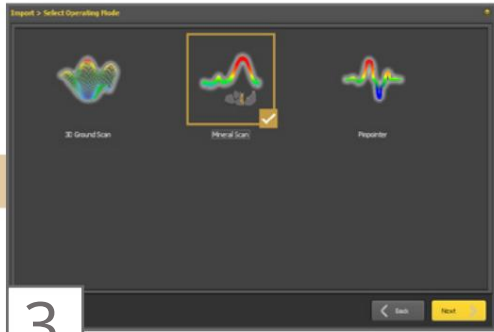 Import > Select Operating Mode
3D Ground Scan
Mineral Scan
Pinpointer
3
Back
Next